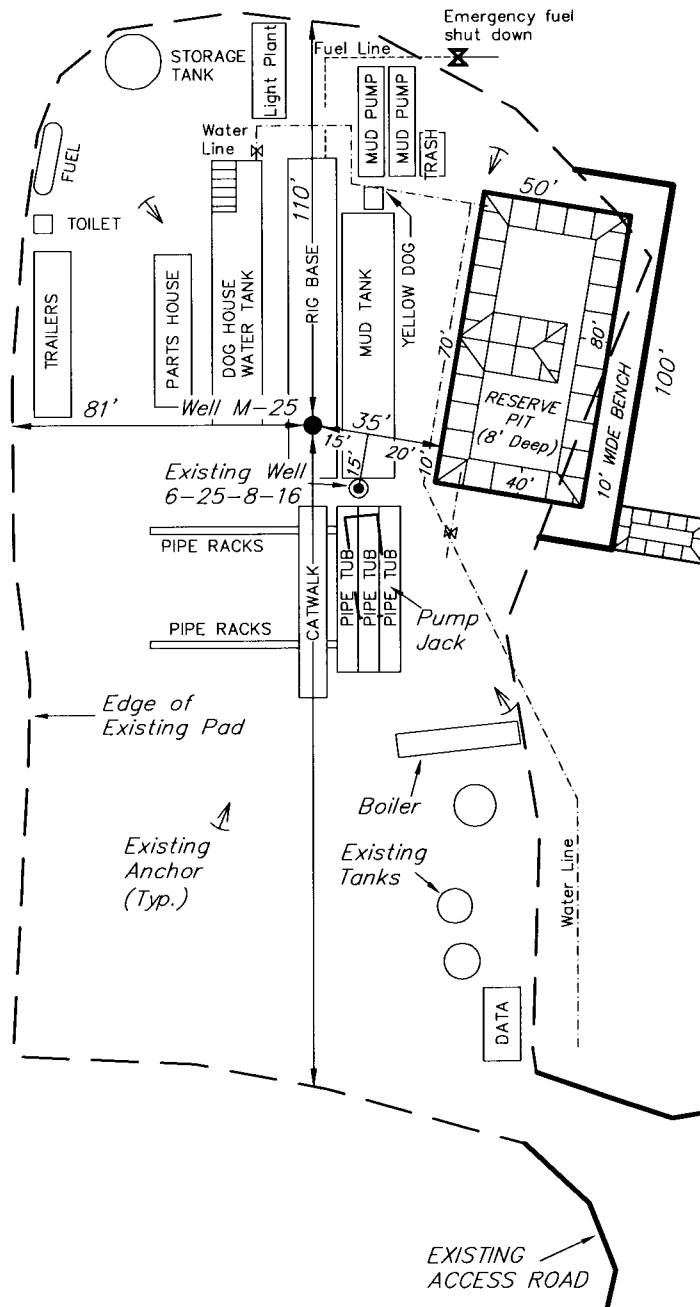 Emergency fuel
shut down
Fuel Line
STORAGE
TANK
Light Plant
MUD PUMP
MUD PUMP
TRASH
Water
Line
FUEL
TOILET
50'
110'
YELLOW DOG
TRAILERS
PARTS HOUSE
DOG HOUSE
WATER TANK
RIG BASE
MUD TANK
70'
80'
100'
RESERVE
PIT
(8' Deep)
10' WIDE BENCH
81'
Well M-25
35'
15'
20'
10'
15'
40'
Existing Well
6-25-8-16
PIPE RACKS
PIPE RACKS
CATWALK
PIPE TUB
PIPE TUB
PIPE TUB
Pump
Jack
Edge of
Existing Pad
Boiler
Existing
Anchor
(Typ.)
Existing
Tanks
Water Line
DATA
EXISTING
ACCESS ROAD